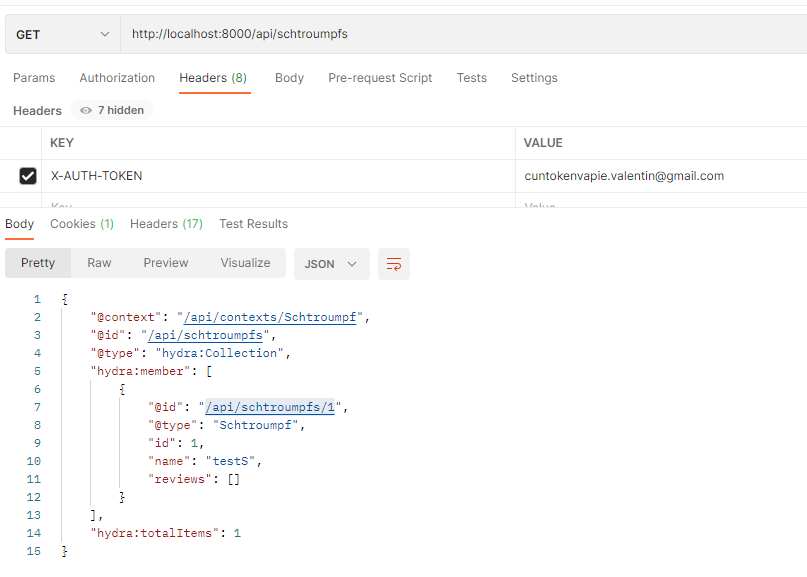 GET http://localhost:8000/api/schtroumpfs
Params Authorization Headers (8) Body Pre-request Script Tests Settings
Headers 7 hidden
KEY VALUE
X-AUTH-TOKEN cuntokenvapie.valentin@gmail.com
Key Value
Body Cookies (1) Headers (17) Test Results
Pretty Raw Preview Visualize JSON
1 {
2 "@context": "/api/contexts/Schtroumpf",
3 "@id": "/api/schtroumpfs",
4 "@type": "hydra:Collection",
5 "hydra:member": [
6 {
7 "@id": "/api/schtroumpfs/1",
8 "@type": "Schtroumpf",
9 "id": 1,
10 "name": "testS",
11 "reviews": []
12 }
13 ],
14 "hydra:totalItems": 1
15 }